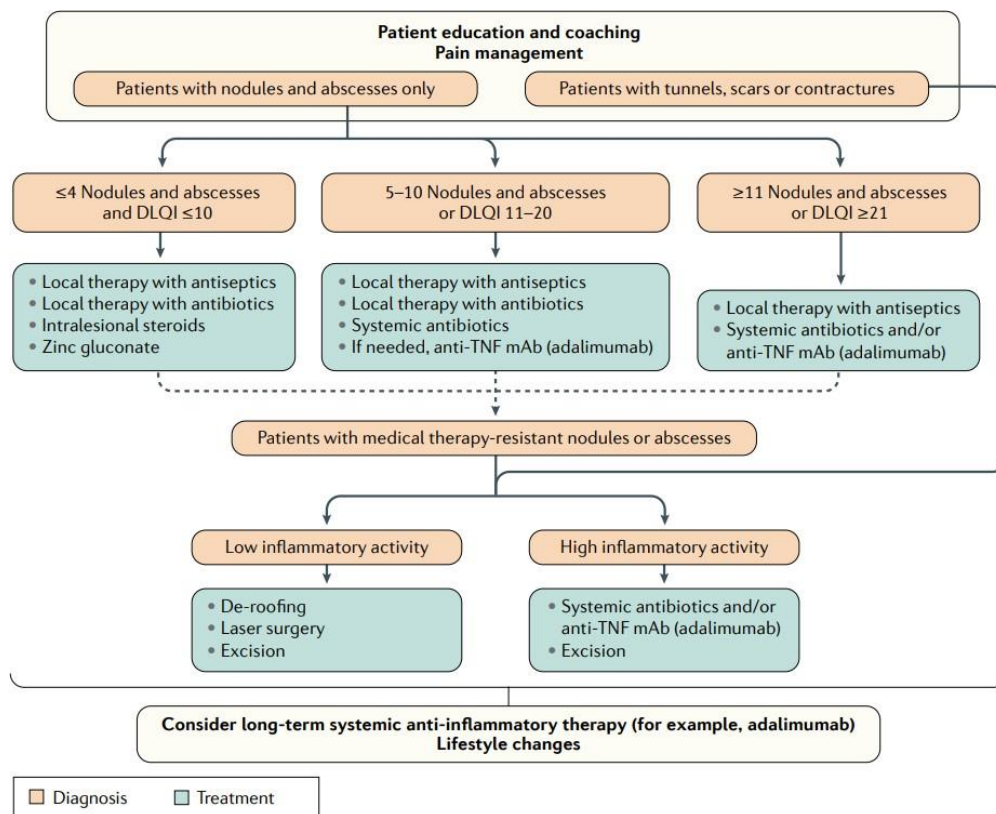 Patient education and coaching
Pain management
Patients with nodules and abscesses only
Patients with tunnels, scars or contractures
≤4 Nodules and abscesses
and DLQI ≤10
5–10 Nodules and abscesses
or DLQI 11–20
≥11 Nodules and abscesses
or DLQI ≥21
• Local therapy with antiseptics
• Local therapy with antibiotics
• Intralesional steroids
• Zinc gluconate
• Local therapy with antiseptics
• Local therapy with antibiotics
• Systemic antibiotics
• If needed, anti-TNF mAb (adalimumab)
• Local therapy with antiseptics
• Systemic antibiotics and/or
anti-TNF mAb (adalimumab)
Patients with medical therapy-resistant nodules or abscesses
Low inflammatory activity
High inflammatory activity
• De-roofing
• Laser surgery
• Excision
• Systemic antibiotics and/or
anti-TNF mAb (adalimumab)
• Excision
Consider long-term systemic anti-inflammatory therapy (for example, adalimumab)
Lifestyle changes
Diagnosis
Treatment